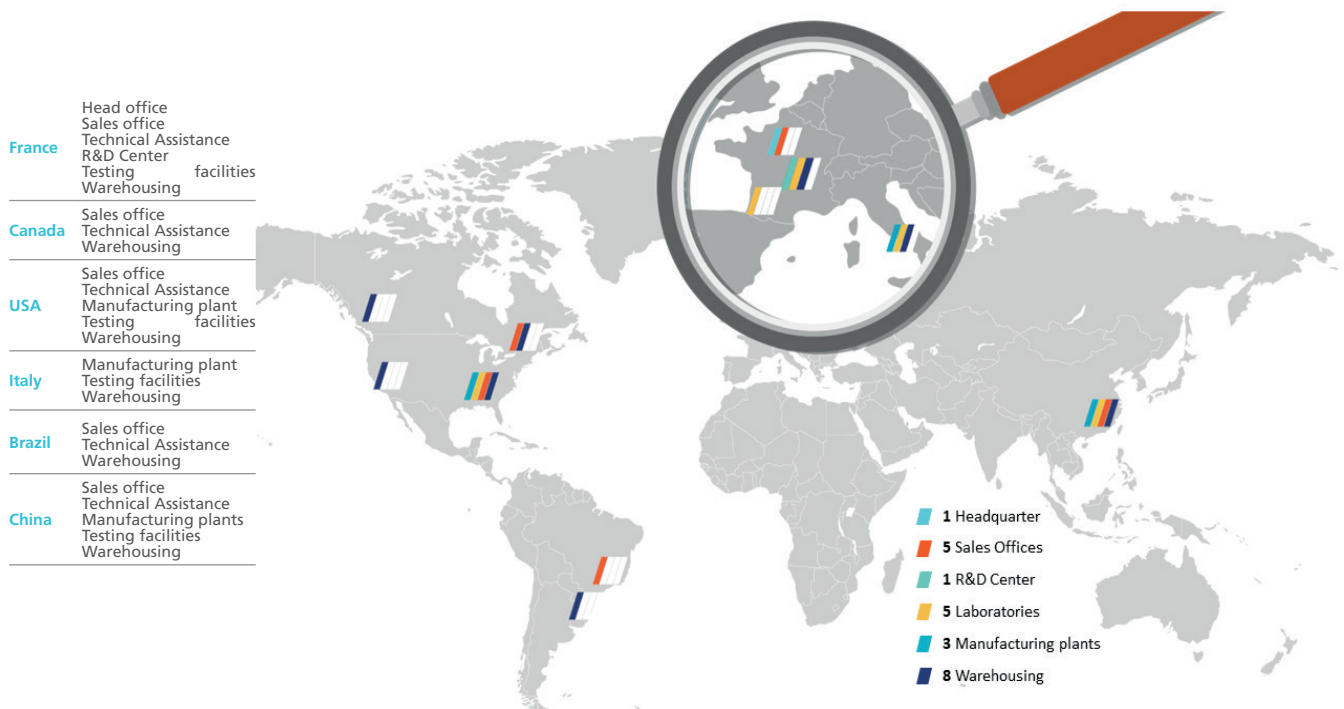 France
Head office
Sales office
Technical Assistance
R&D Center
Testing facilities
Warehousing
Canada
Sales office
Technical Assistance
Warehousing
USA
Sales office
Technical Assistance
Manufacturing plant
Testing facilities
Warehousing
Italy
Manufacturing plant
Testing facilities
Warehousing
Brazil
Sales office
Technical Assistance
Warehousing
China
Sales office
Technical Assistance
Manufacturing plants
Testing facilities
Warehousing
1 Headquarter
5 Sales Offices
1 R&D Center
5 Laboratories
3 Manufacturing plants
8 Warehousing